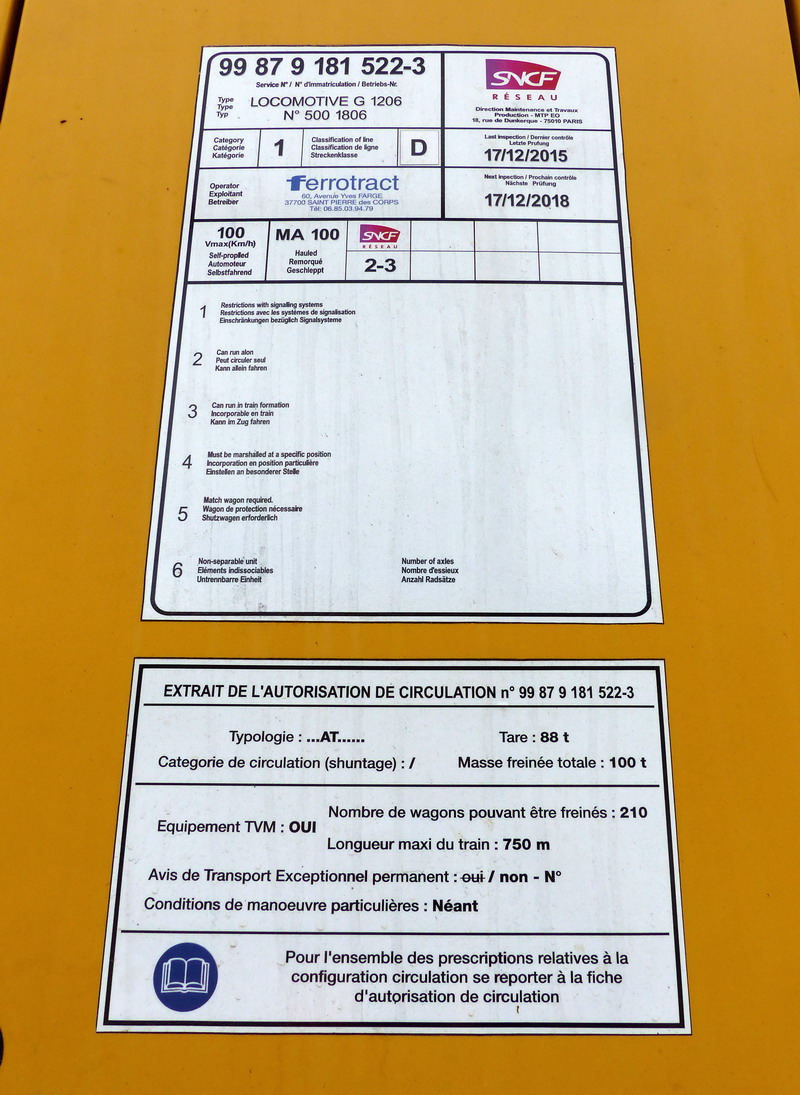 99 87 9 181 522-3
Service N°/ N° d'immatriculation / Betriebs-Nr.
Type
Type
Typ
LOCOMOTIVE G 1206
N° 500 1806
SNCF
RÉSEAU
Direction Maintenance et Travaux
Production - MTP EO
18, rue de Dunkerque - 75010 PARIS
Category
Catégorie
Katégorie
1
Classification of line
Classification de ligne
Streckenklasse
D
Last inspection / Dernier contrôle
Letzte Prufung
17/12/2015
Operator
Exploitant
Betreiber
ferrotract
60, Avenue Yves FARGE
37700 SAINT PIERRE des CORPS
Tél: 06.85.03.94.79
Next inpection / Prochain contrôle
Nächste Prüfung
17/12/2018
100
Vmax(Km/h)
Self-proplled
Automoteur
Selbstfahrend
MA 100
Hauled
Remorqué
Geschleppt
SNCF
RÉSEAU
2-3
1
Restrictions with signalling systems
Restrictions avec les systèmes de signalisation
Einschränkungen bezüglich Signalsysteme
2
Can run alon
Peut circuler seul
Kann allein fahren
3
Can run in train formation
Incorporable en train
Kann im Zug fahren
4
Must be marshalled at a specific position
Incorporation en position particulière
Einstellen an besonderer Stelle
5
Match wagon required.
Wagon de protection nécessaire
Shutzwagen erforderlich
6
Non-separable unit
Eléments indissociables
Untrennbarre Einheit
Number of axles
Nombre d'essieux
Anzahl Radsätze
EXTRAIT DE L'AUTORISATION DE CIRCULATION n° 99 87 9 181 522-3
Typologie : ...AT......
Tare : 88 t
Categorie de circulation (shuntage) : /
Masse freinée totale : 100 t
Nombre de wagons pouvant être freinés : 210
Equipement TVM : OUI
Longueur maxi du train : 750 m
Avis de Transport Exceptionnel permanent : oui / non - N°
Conditions de manoeuvre particulières : Néant
Pour l'ensemble des prescriptions relatives à la
configuration circulation se reporter à la fiche
d'autorisation de circulation